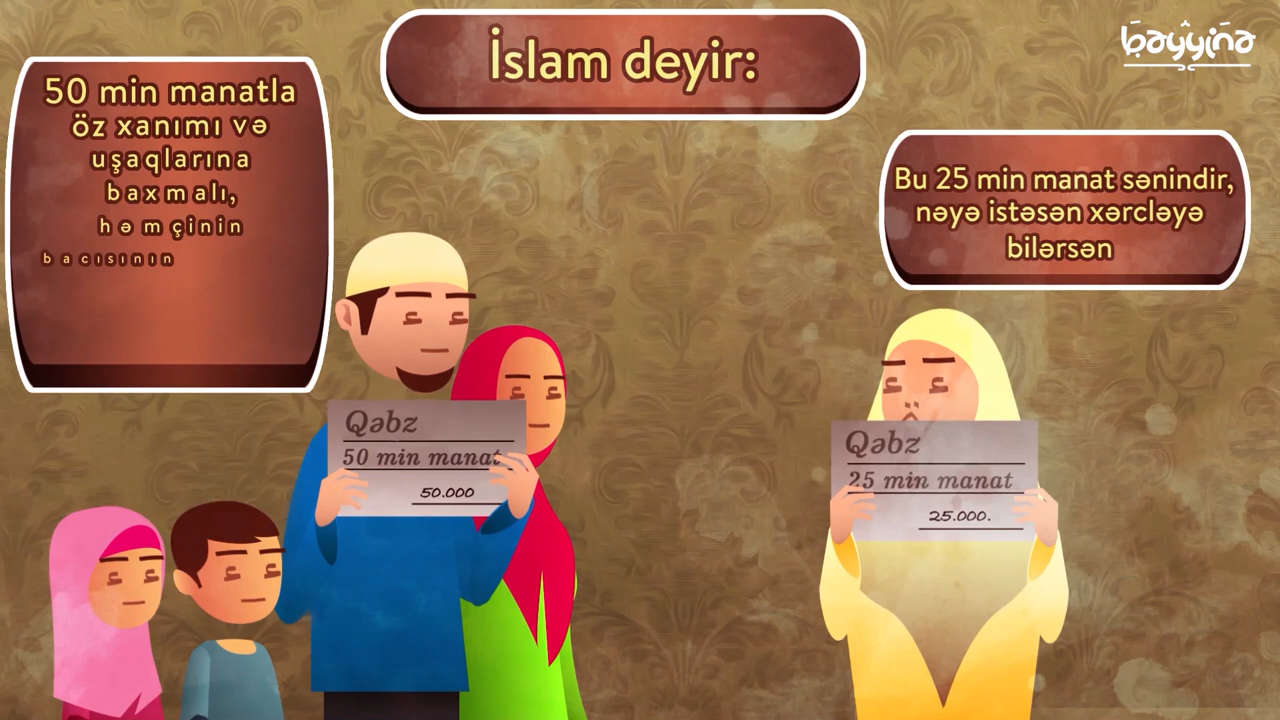 İslam deyir:
bəyyinə
50 min manatla
öz xanımı və
uşaqlarına
baxmalı,
həmçinin
bacısının
Bu 25 min manat sənindir,
nəyə istəsən xərcləyə
bilərsən
Qəbz
50 min manat
50.000
Qəbz
25 min manat
25.000.